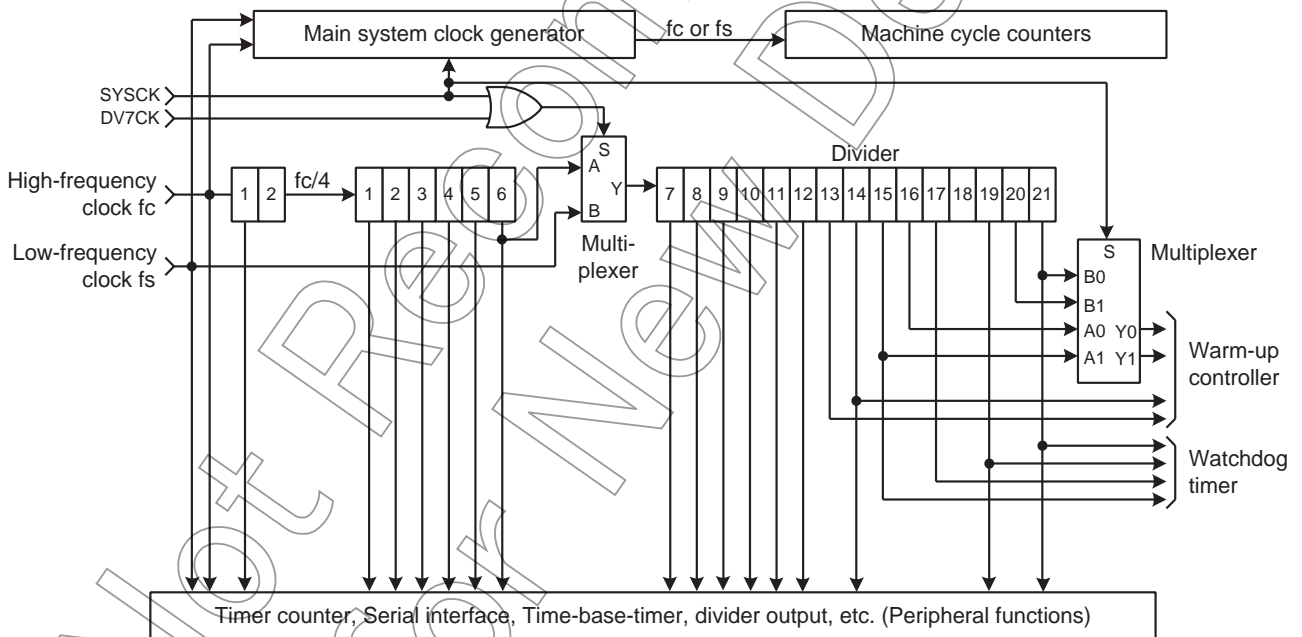 Main system clock generator
fc or fs
Machine cycle counters
SYSCK
DV7CK
High-frequency
clock fc
Low-frequency
clock fs
1 2
fc/4
1 2 3 4 5 6
S
A
Y
B
Multi-
plexer
Divider
7 8 9 10 11 12 13 14 15 16 17 18 19 20 21
S
B0
B1
A0 Y0
A1 Y1
Multiplexer
Warm-up
controller
Watchdog
timer
Timer counter, Serial interface, Time-base-timer, divider output, etc. (Peripheral functions)